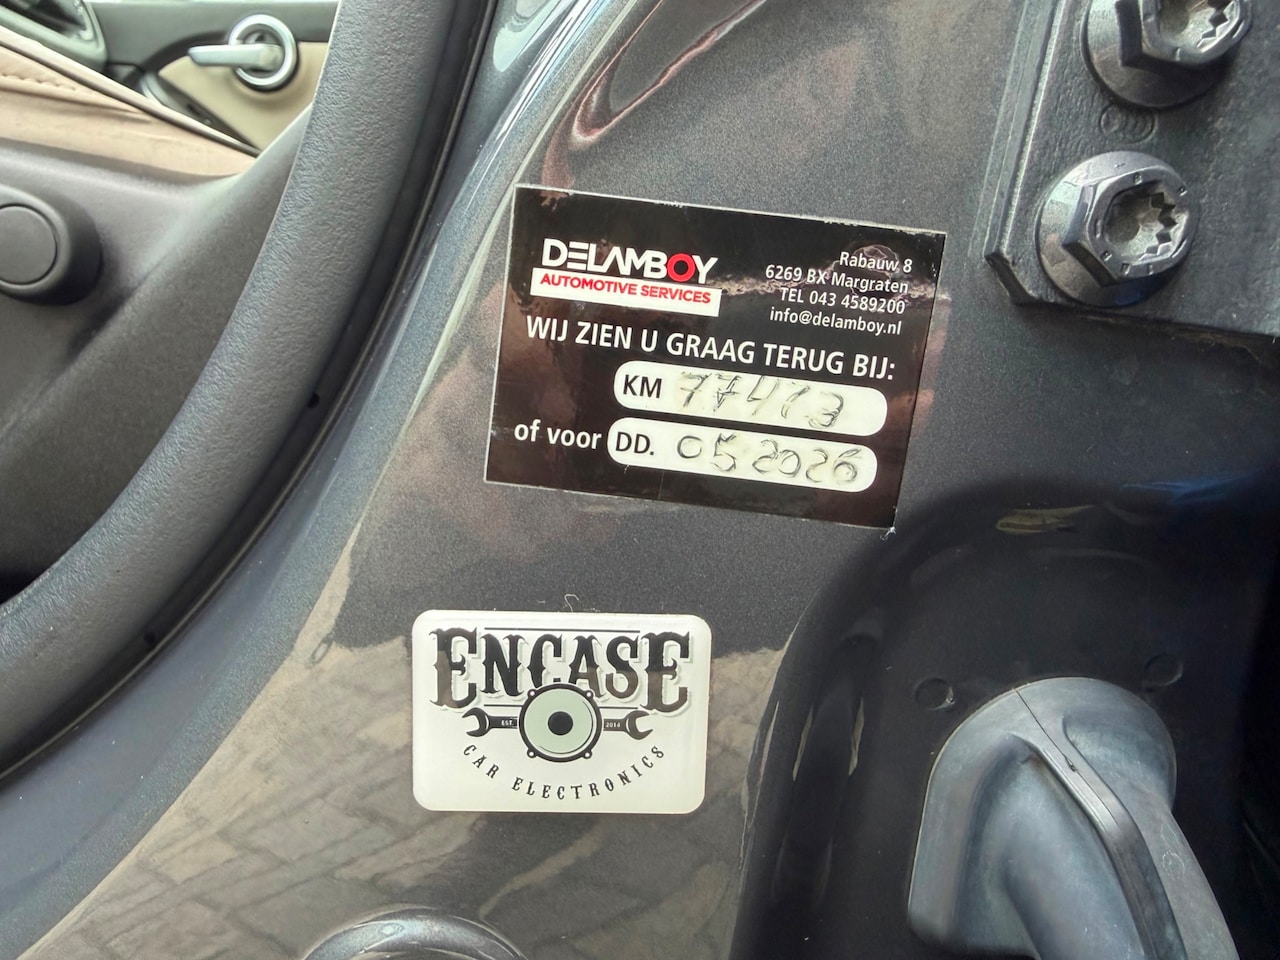 DELAMBOY
AUTOMOTIVE SERVICES
Rabauw 8
6269 BX Margraten
TEL 043 4589200
info@delamboy.nl
WIJ ZIEN U GRAAG TERUG BIJ:
KM 77413
of voor DD. 05 2026
ENCASE
EST. 2014
CAR ELECTRONICS